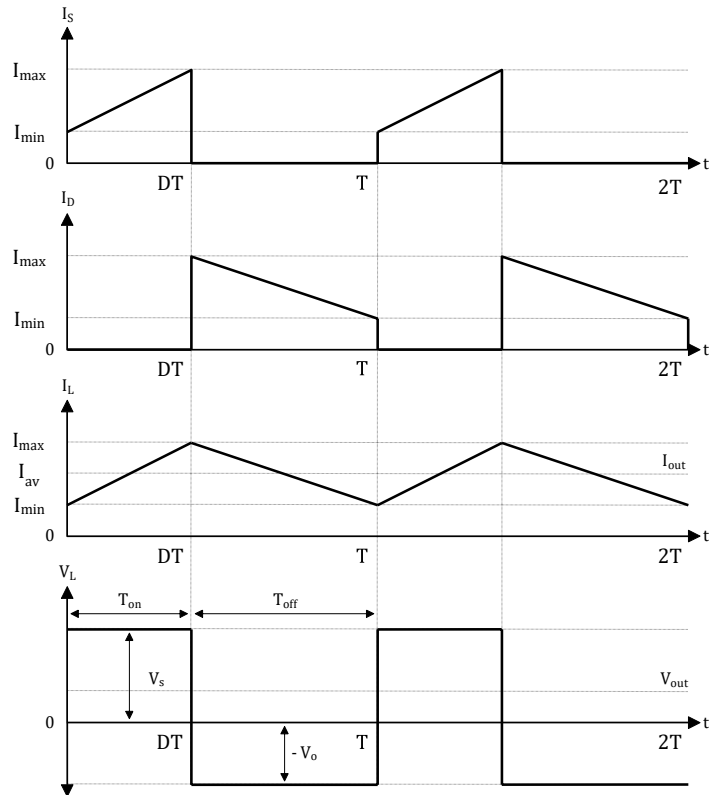 I_S
I_max
I_min
0
t
DT T 2T
I_D
I_max
I_min
0
t
DT T 2T
I_L
I_max
I_av
I_out
I_min
0
t
DT T 2T
V_L
T_on T_off
V_s
V_out
0
t
DT T 2T
- V_o